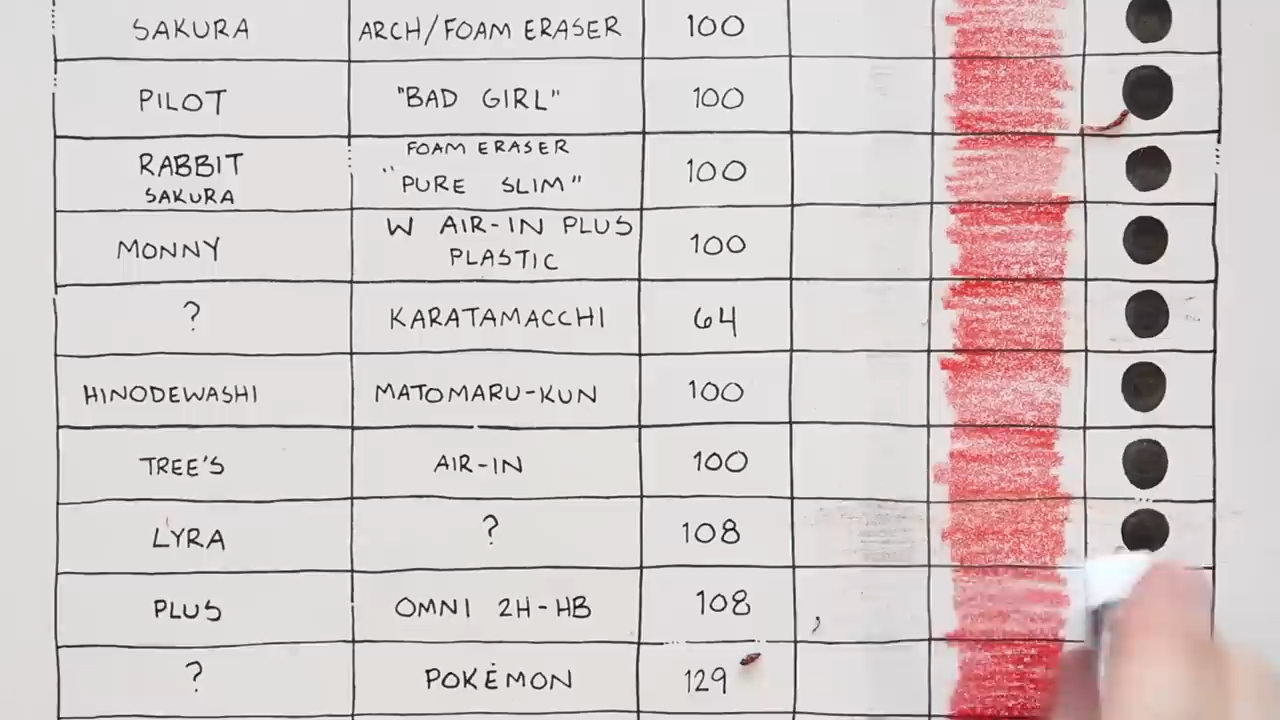 SAKURA ARCH/FOAM ERASER 100
PILOT "BAD GIRL" 100
RABBIT SAKURA FOAM ERASER "PURE SLIM" 100
MONNY W AIR-IN PLUS PLASTIC 100
? KARATAMACCHI 64
HINODEWASHI MATOMARU-KUN 100
TREE'S AIR-IN 100
LYRA ? 108
PLUS OMNI 2H-HB 108
? POKÉMON 129